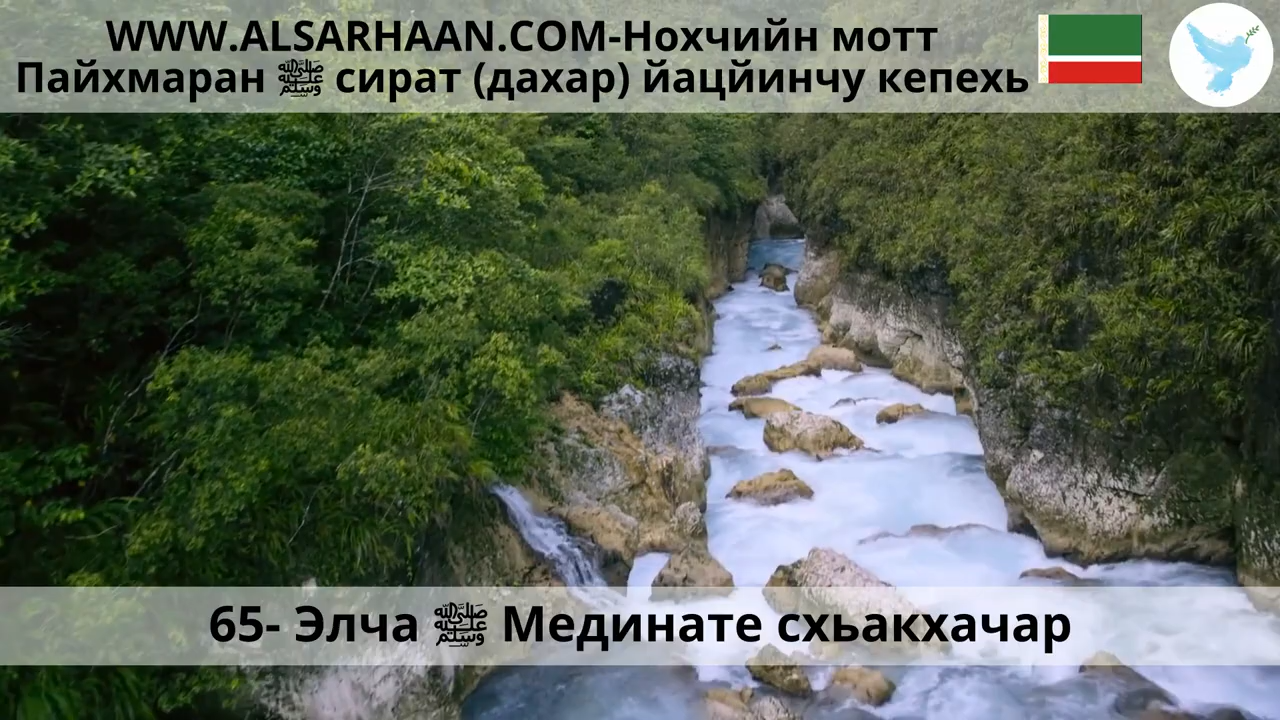 WWW.ALSARHAAN.COM-Нохчийн мотт
Пайхмаран ﷺ сират (дахар) йацйинчу кепехь
65- Элча ﷺ Мединате схьакхачар